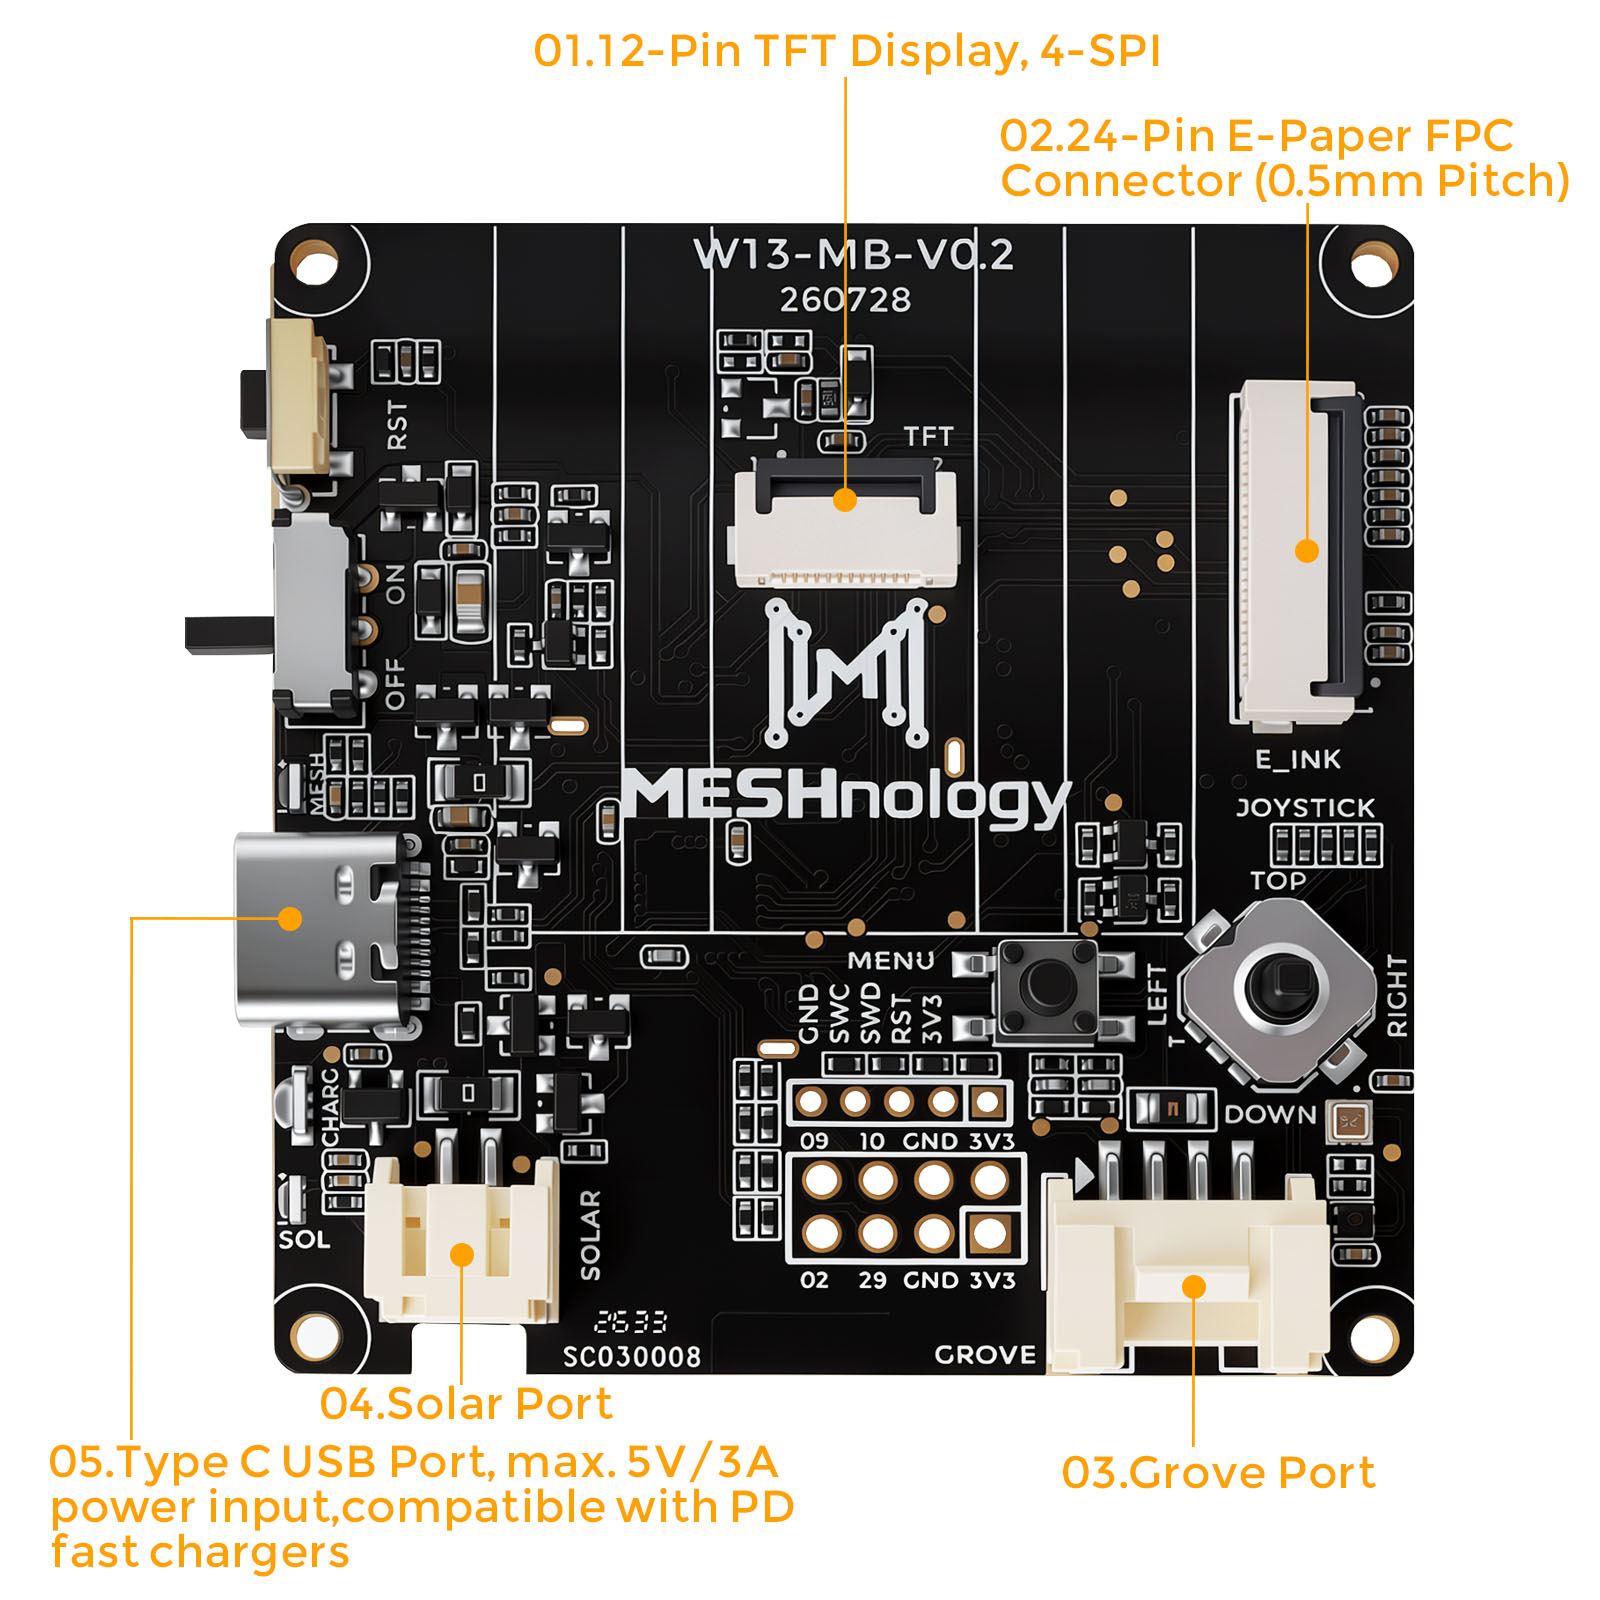 01.12-Pin TFT Display, 4-SPI
02.24-Pin E-Paper FPC
Connector (0.5mm Pitch)
W13-MB-V0.2
260728
RST
TFT
ON
OFF
E_INK
MESH
MESHnology
JOYSTICK
TOP
MENU
LEFT
RIGHT
GND
SWC
SWD
RST
3V3
CHARG
DOWN
09 10 GND 3V3
SOL
SOLAR
02 29 GND 3V3
2633
SC030008
GROVE
04.Solar Port
05.Type C USB Port, max. 5V/3A
power input,compatible with PD
fast chargers
03.Grove Port